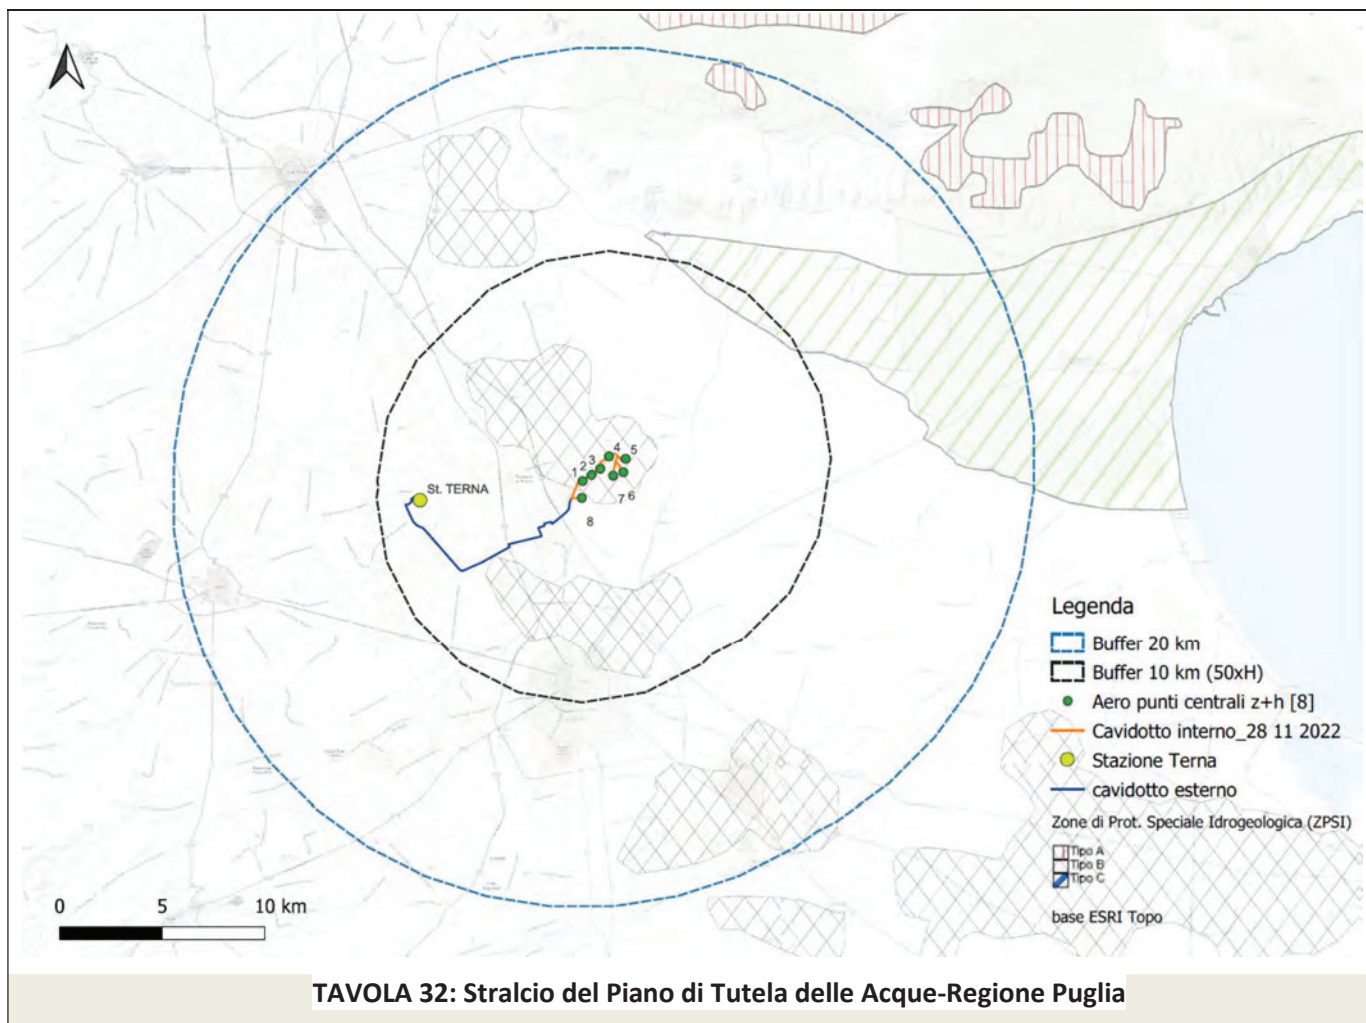 St. TERNA
1
2
3
4
5
6
7
8
Legenda
Buffer 20 km
Buffer 10 km (50xH)
Aero punti centrali z+h [8]
Cavidotto interno_28 11 2022
Stazione Terna
cavidotto esterno
Zone di Prot. Speciale Idrogeologica (ZPSI)
Tipo A
Tipo B
Tipo C
base ESRI Topo
0 5 10 km
TAVOLA 32: Stralcio del Piano di Tutela delle Acque-Regione Puglia